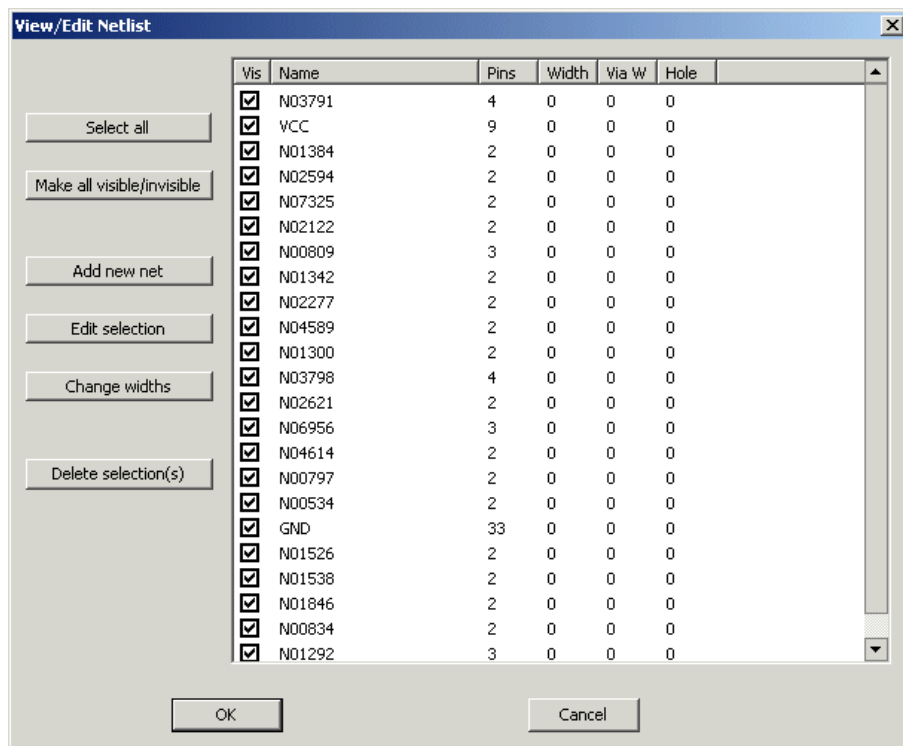 View/Edit Netlist
Vis Name Pins Width Via W Hole
N03791 4 0 0 0
Select all
VCC 9 0 0 0
N01384 2 0 0 0
Make all visible/invisible
N02594 2 0 0 0
N07325 2 0 0 0
N02122 2 0 0 0
N00809 3 0 0 0
Add new net
N01342 2 0 0 0
N02277 2 0 0 0
Edit selection
N04589 2 0 0 0
N01300 2 0 0 0
Change widths
N03798 4 0 0 0
N02621 2 0 0 0
N06956 3 0 0 0
N04614 2 0 0 0
Delete selection(s)
N00797 2 0 0 0
N00534 2 0 0 0
GND 33 0 0 0
N01526 2 0 0 0
N01538 2 0 0 0
N01846 2 0 0 0
N00834 2 0 0 0
N01292 3 0 0 0
OK Cancel